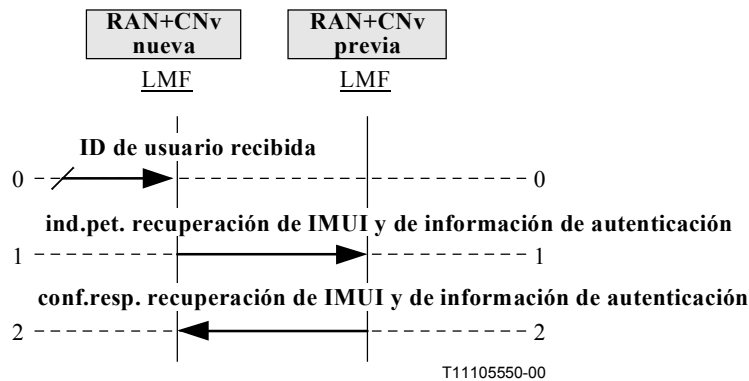 RAN+CNv RAN+CNv
nueva previa
LMF LMF
ID de usuario recibida
0 0
ind.pet. recuperación de IMUI y de información de autenticación
1 1
conf.resp. recuperación de IMUI y de información de autenticación
2 2
T11105550-00